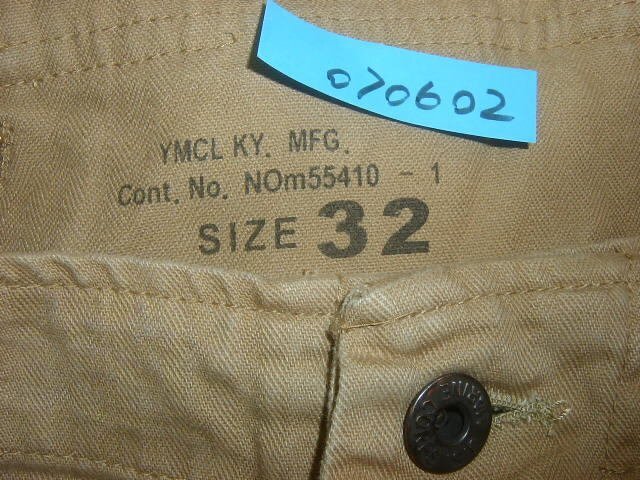 070602
YMCL KY. MFG.
Cont. No. NOm55410 - 1
SIZE 32